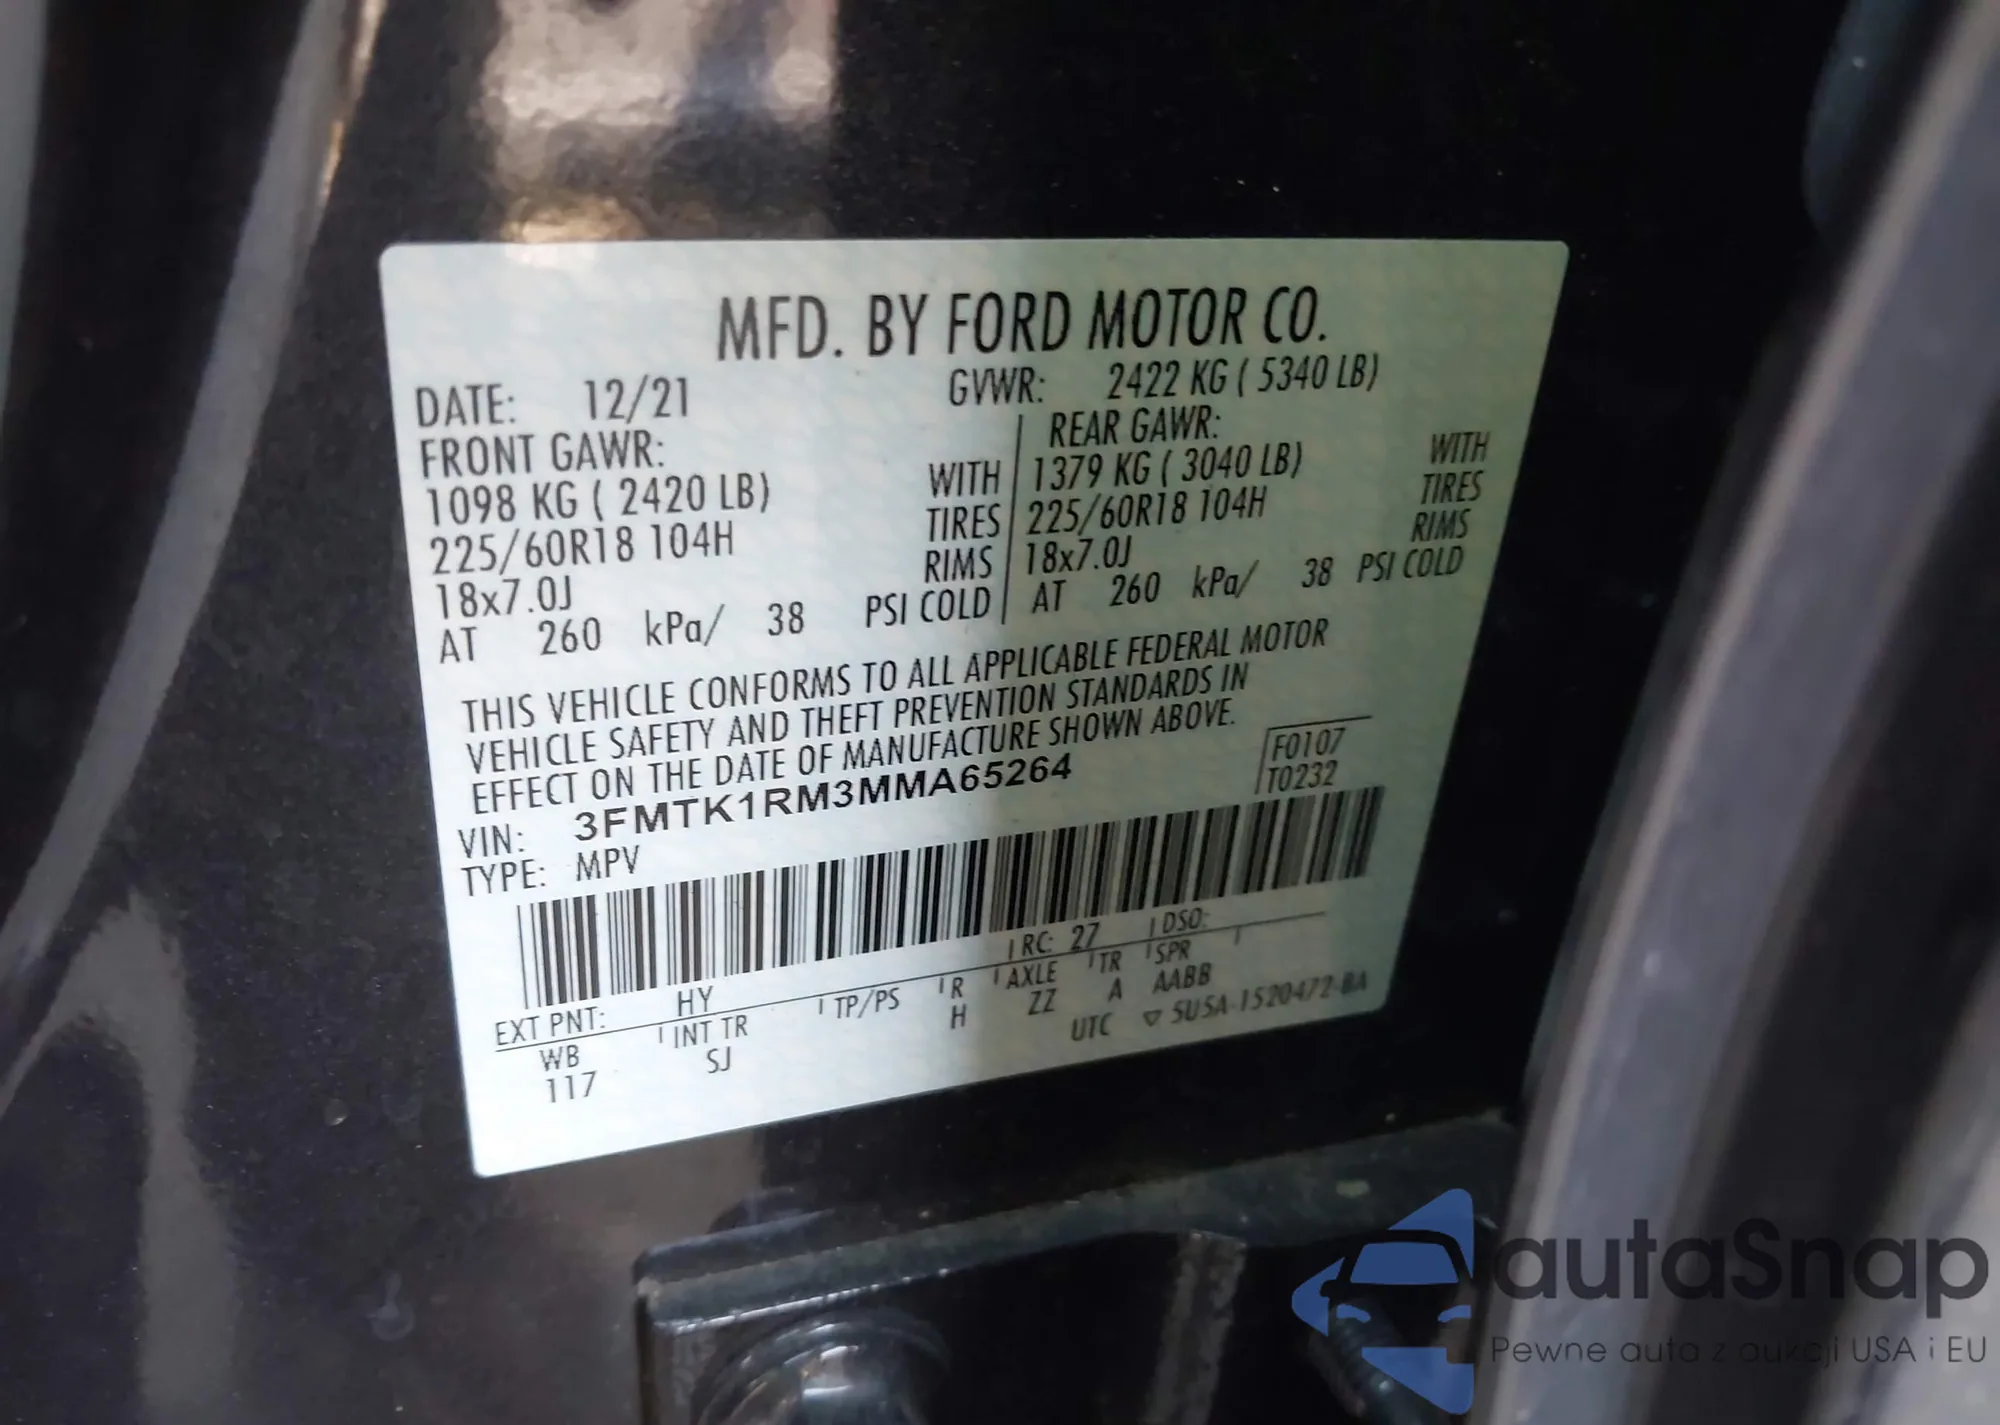 MFD. BY FORD MOTOR CO.
DATE: 12/21 GVWR: 2422 KG ( 5340 LB)
FRONT GAWR: REAR GAWR:
1098 KG ( 2420 LB) WITH 1379 KG ( 3040 LB) WITH
225/60R18 104H TIRES 225/60R18 104H TIRES
18x7.0J RIMS 18x7.0J RIMS
AT 260 kPa/ 38 PSI COLD AT 260 kPa/ 38 PSI COLD
THIS VEHICLE CONFORMS TO ALL APPLICABLE FEDERAL MOTOR
VEHICLE SAFETY AND THEFT PREVENTION STANDARDS IN
EFFECT ON THE DATE OF MANUFACTURE SHOWN ABOVE.
F0107
VIN: 3FMTK1RM3MMA65264 T0232
TYPE: MPV
EXT PNT: HY RC: 27 DSO:
WB INT TR TP/PS R AXLE TR SPR
117 SJ H ZZ A AABB
UTC ▽ 5U5A-1520472-BA
autaSnap
Pewne auta z aukcji USA i EU